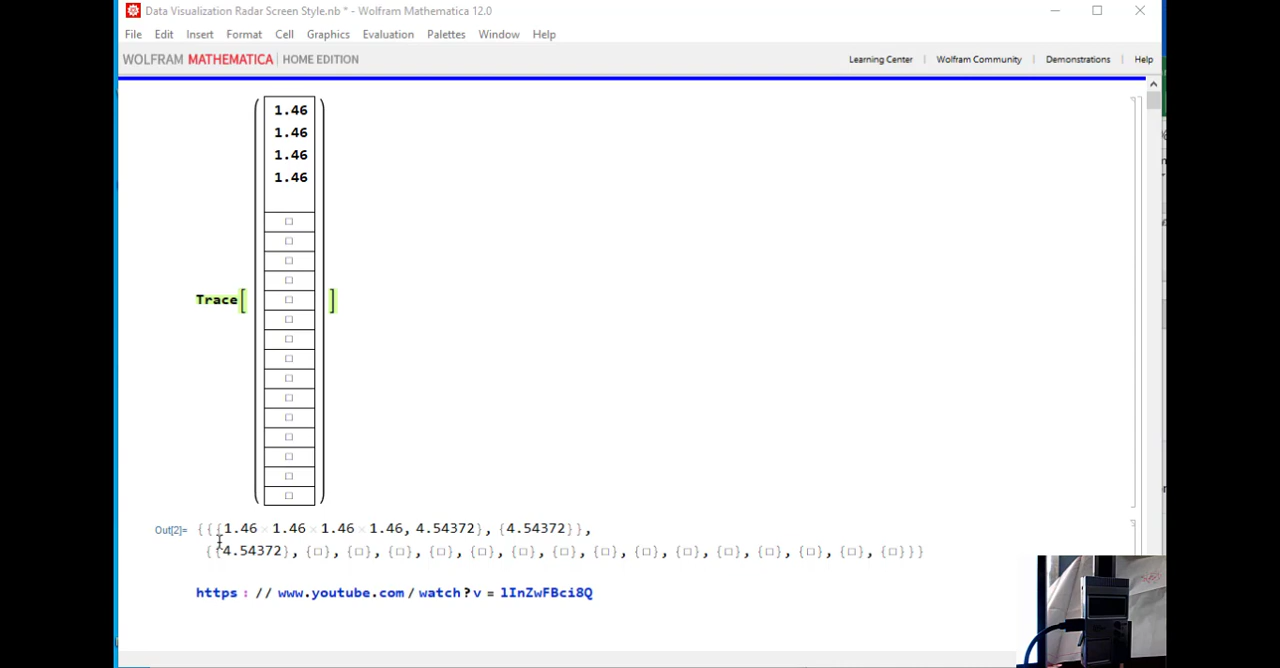 Data Visualization Radar Screen Style.nb * - Wolfram Mathematica 12.0
File Edit Insert Format Cell Graphics Evaluation Palettes Window Help
WOLFRAM MATHEMATICA HOME EDITION Learning Center Wolfram Community Demonstrations Help
1.46
1.46
1.46
1.46
Trace[ ]
Out[2]= {{{1.46 × 1.46 × 1.46 × 1.46, 4.54372}, {4.54372}},
{{4.54372}, {□}, {□}, {□}, {□}, {□}, {□}, {□}, {□}, {□}, {□}, {□}, {□}, {□}, {□}, {□}}}
https : // www.youtube.com / watch ? v = lInZwFBci8Q